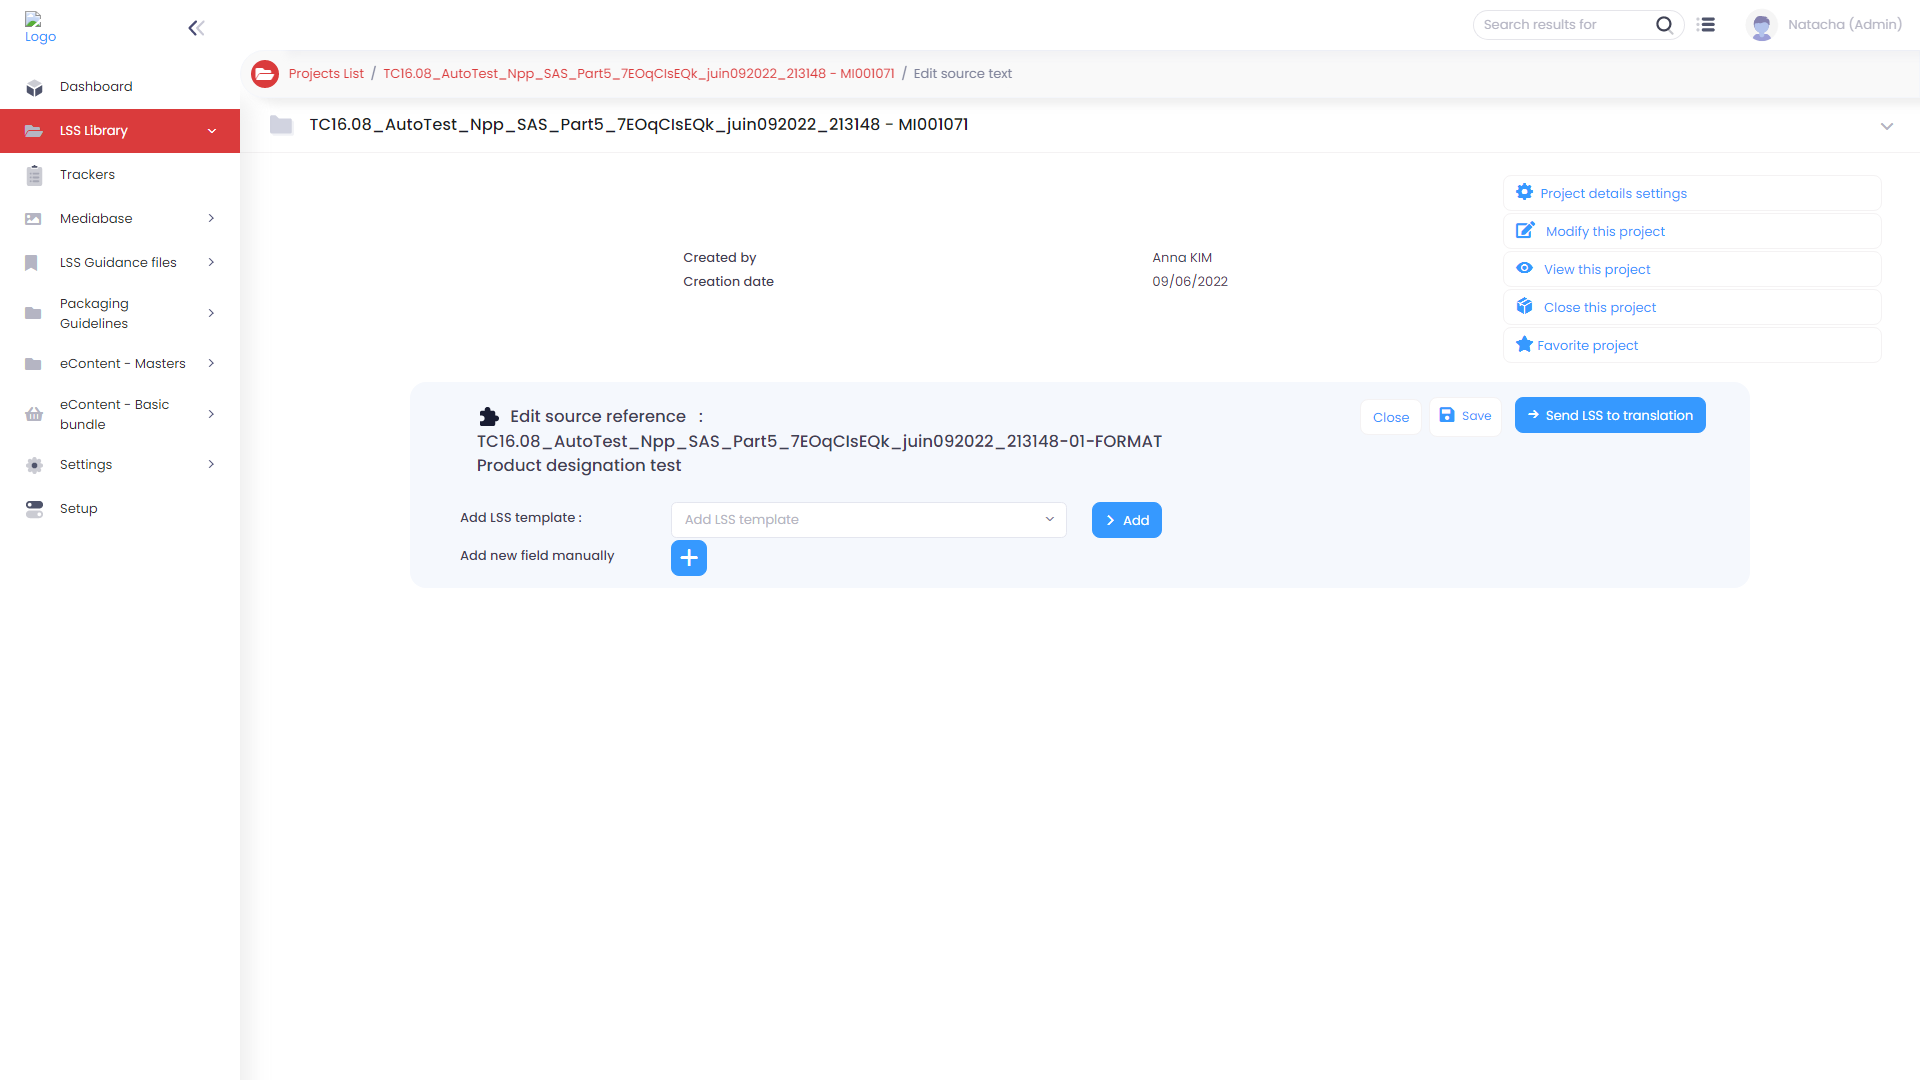 Logo
Search results for
Natacha (Admin)
Projects List / TC16.08_AutoTest_Npp_SAS_Part5_7EOqCIsEQk_juin092022_213148 - MI001071 / Edit source text
TC16.08_AutoTest_Npp_SAS_Part5_7EOqCIsEQk_juin092022_213148 - MI001071
Dashboard
LSS Library
Trackers
Mediabase
LSS Guidance files
Packaging
Guidelines
eContent - Masters
eContent - Basic
bundle
Settings
Setup
Created by
Anna KIM
Creation date
09/06/2022
Project details settings
Modify this project
View this project
Close this project
Favorite project
Edit source reference :
TC16.08_AutoTest_Npp_SAS_Part5_7EOqCIsEQk_juin092022_213148-01-FORMAT
Product designation test
Close
Save
Send LSS to translation
Add LSS template :
Add LSS template
Add
Add new field manually